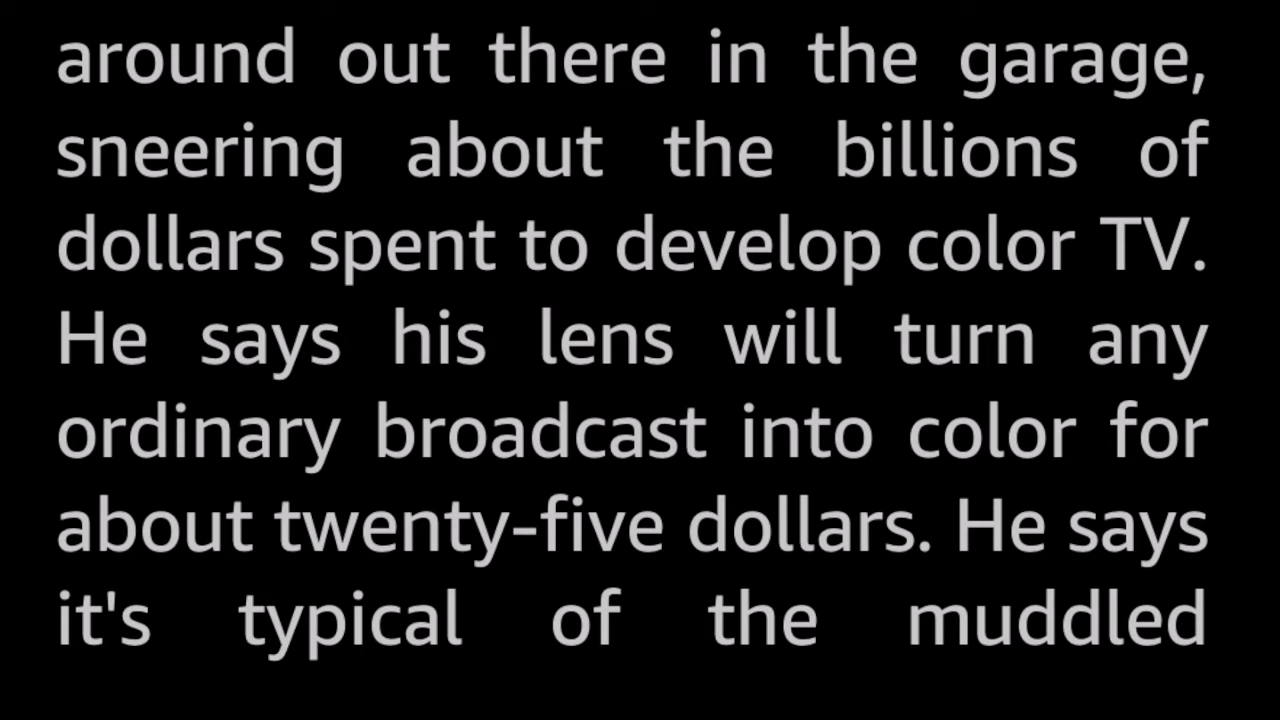 around out there in the garage,
sneering about the billions of
dollars spent to develop color TV.
He says his lens will turn any
ordinary broadcast into color for
about twenty-five dollars. He says
it's typical of the muddled